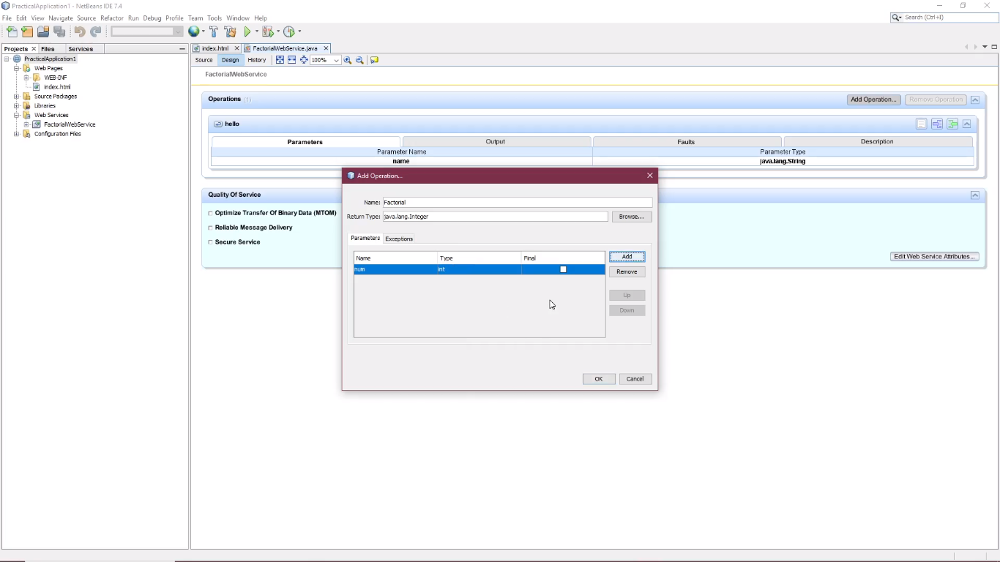 PracticalApplication1 - NetBeans IDE 7.4
File Edit View Navigate Source Refactor Run Debug Profile Team Tools Window Help
Search (Ctrl+I)
Projects Files Services
index.html FactorialWebService.java
PracticalApplication1
Web Pages
WEB-INF
index.html
Source Packages
Libraries
Web Services
FactorialWebService
Configuration Files
Source Design History 100%
FactorialWebService
Operations (1) Add Operation... Remove Operation
hello
Parameters Output Faults Description
Parameter Name Parameter Type
name java.lang.String
Quality Of Service
Optimize Transfer Of Binary Data (MTOM)
Reliable Message Delivery
Secure Service
Edit Web Service Attributes...
Add Operation...
Name: Factorial
Return Type: java.lang.Integer Browse...
Parameters Exceptions
Name Type Final Add
num int
Remove
Up
Down
OK Cancel